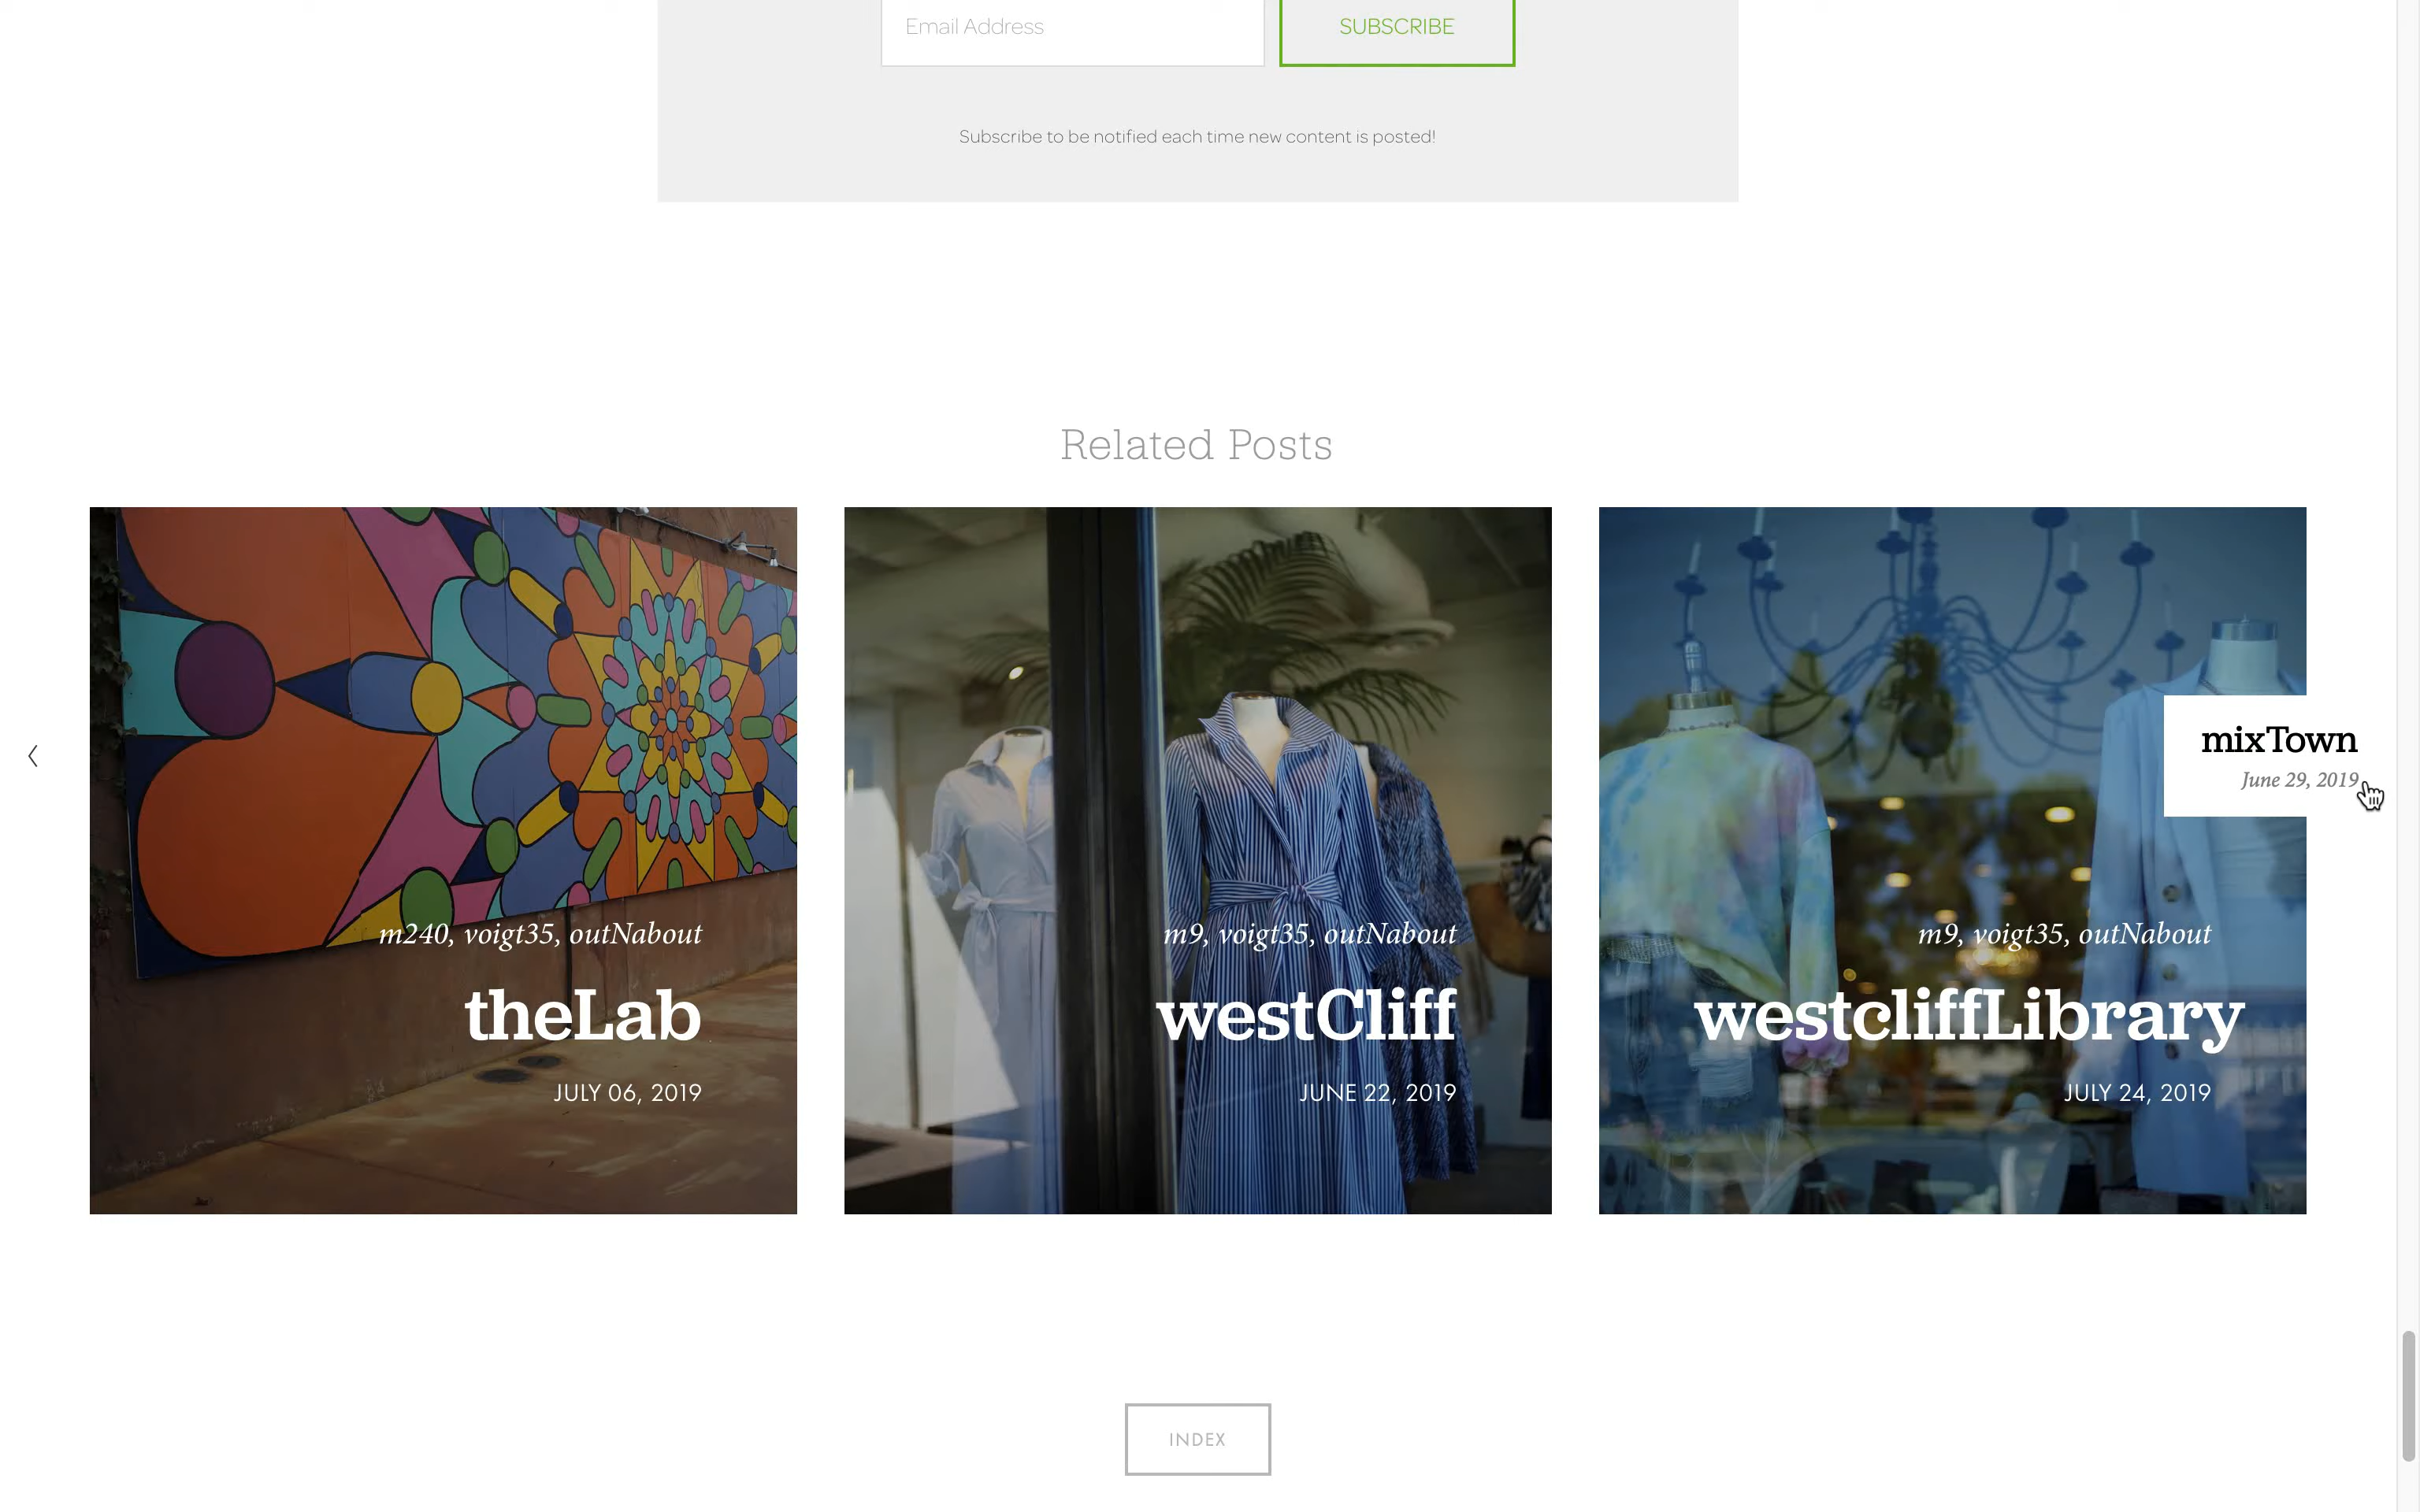 Email Address
SUBSCRIBE
Subscribe to be notified each time new content is posted!
Related Posts
m240, voigt35, outNabout
theLab
JULY 06, 2019
m9, voigt35, outNabout
westCliff
JUNE 22, 2019
m9, voigt35, outNabout
westcliffLibrary
JULY 24, 2019
mixTown
June 29, 2019
INDEX